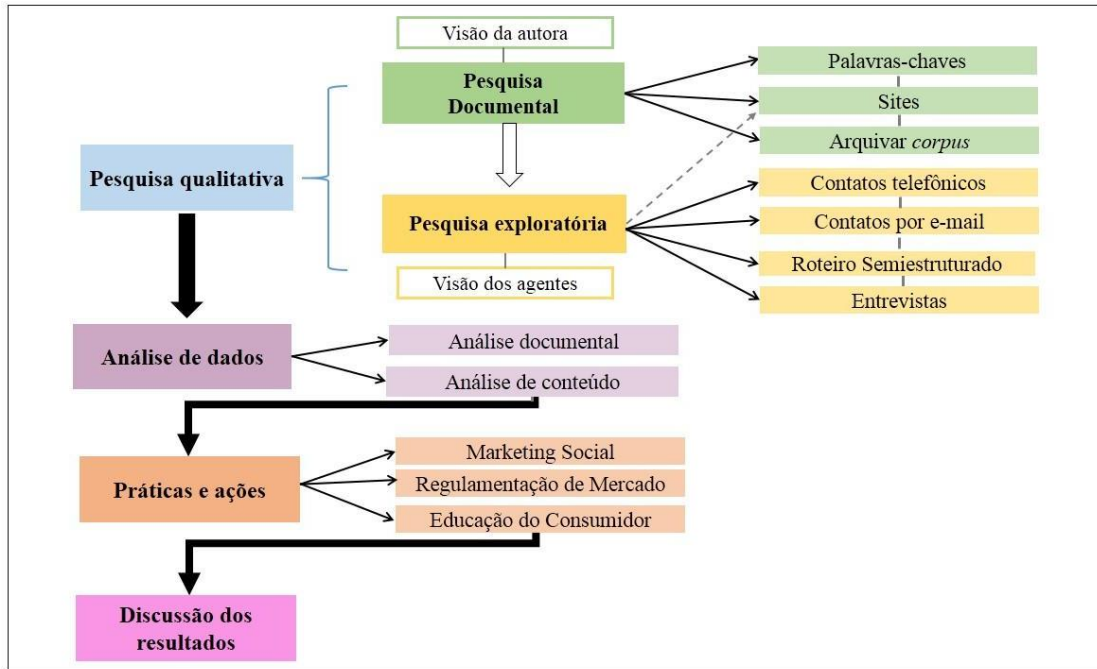 Visão da autora
Pesquisa
Documental
Palavras-chaves
Sites
Arquivar corpus
Pesquisa qualitativa
Pesquisa exploratória
Visão dos agentes
Contatos telefônicos
Contatos por e-mail
Roteiro Semiestruturado
Entrevistas
Análise de dados
Análise documental
Análise de conteúdo
Práticas e ações
Marketing Social
Regulamentação de Mercado
Educação do Consumidor
Discussão dos
resultados